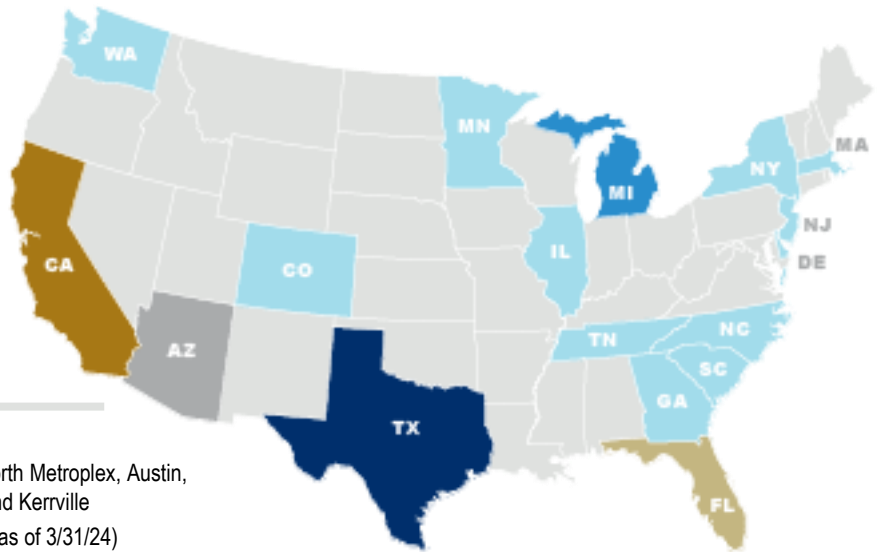 WA
MN
MA
NY
MI
NJ
IL
DE
CA
CO
TN
NC
AZ
SC
GA
TX
FL
Metroplex, Austin,
Kerrville
as of 3/31/24)